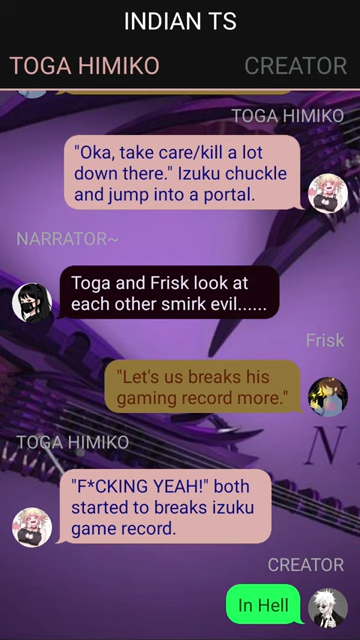 INDIAN TS
TOGA HIMIKO CREATOR
TOGA HIMIKO
"Oka, take care/kill a lot
down there." Izuku chuckle
and jump into a portal.
NARRATOR~
Toga and Frisk look at
each other smirk evil......
Frisk
"Let's us breaks his
gaming record more."
N
TOGA HIMIKO
"F*CKING YEAH!" both
started to breaks izuku
game record.
CREATOR
In Hell